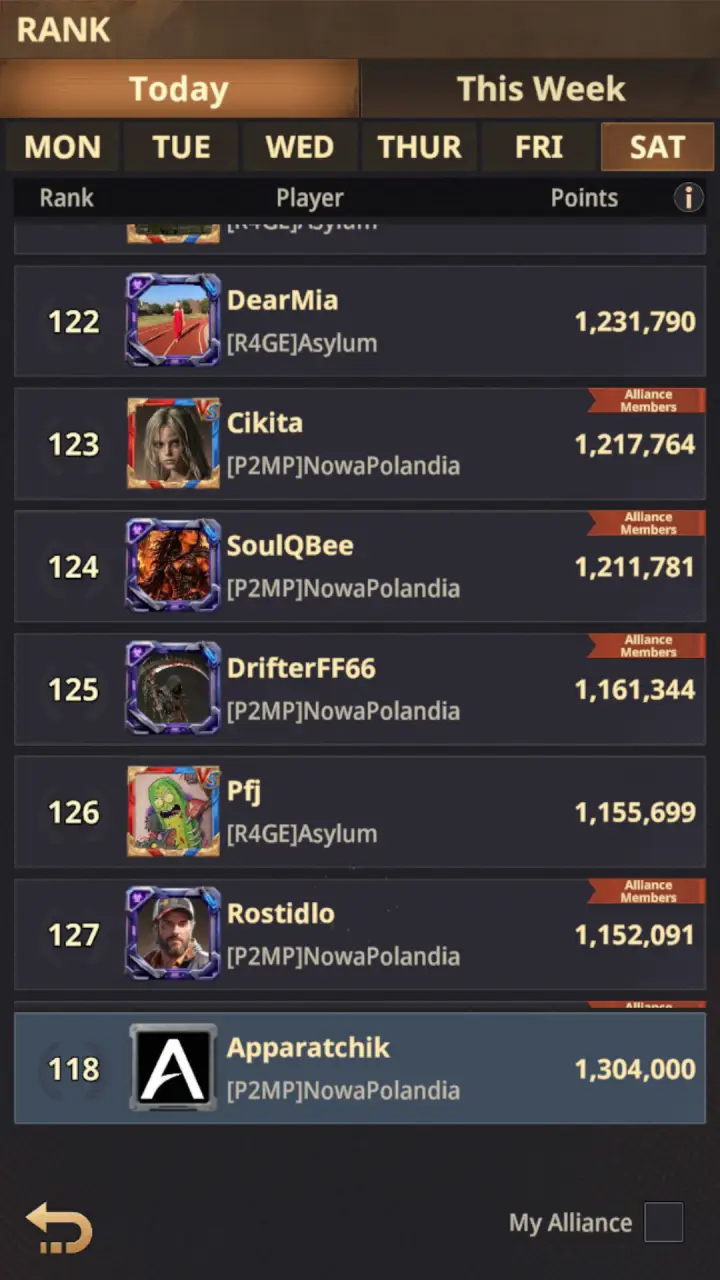 RANK
Today
This Week
MON TUE WED THUR FRI SAT
Rank Player Points
[R4GE]Asylum
122
DearMia
[R4GE]Asylum
1,231,790
Alliance
Members
123
Cikita
[P2MP]NowaPolandia
1,217,764
Alliance
Members
124
SoulQBee
[P2MP]NowaPolandia
1,211,781
Alliance
Members
125
DrifterFF66
[P2MP]NowaPolandia
1,161,344
126
Pfj
[R4GE]Asylum
1,155,699
Alliance
Members
127
Rostidlo
[P2MP]NowaPolandia
1,152,091
Alliance
118
Apparatchik
[P2MP]NowaPolandia
1,304,000
My Alliance